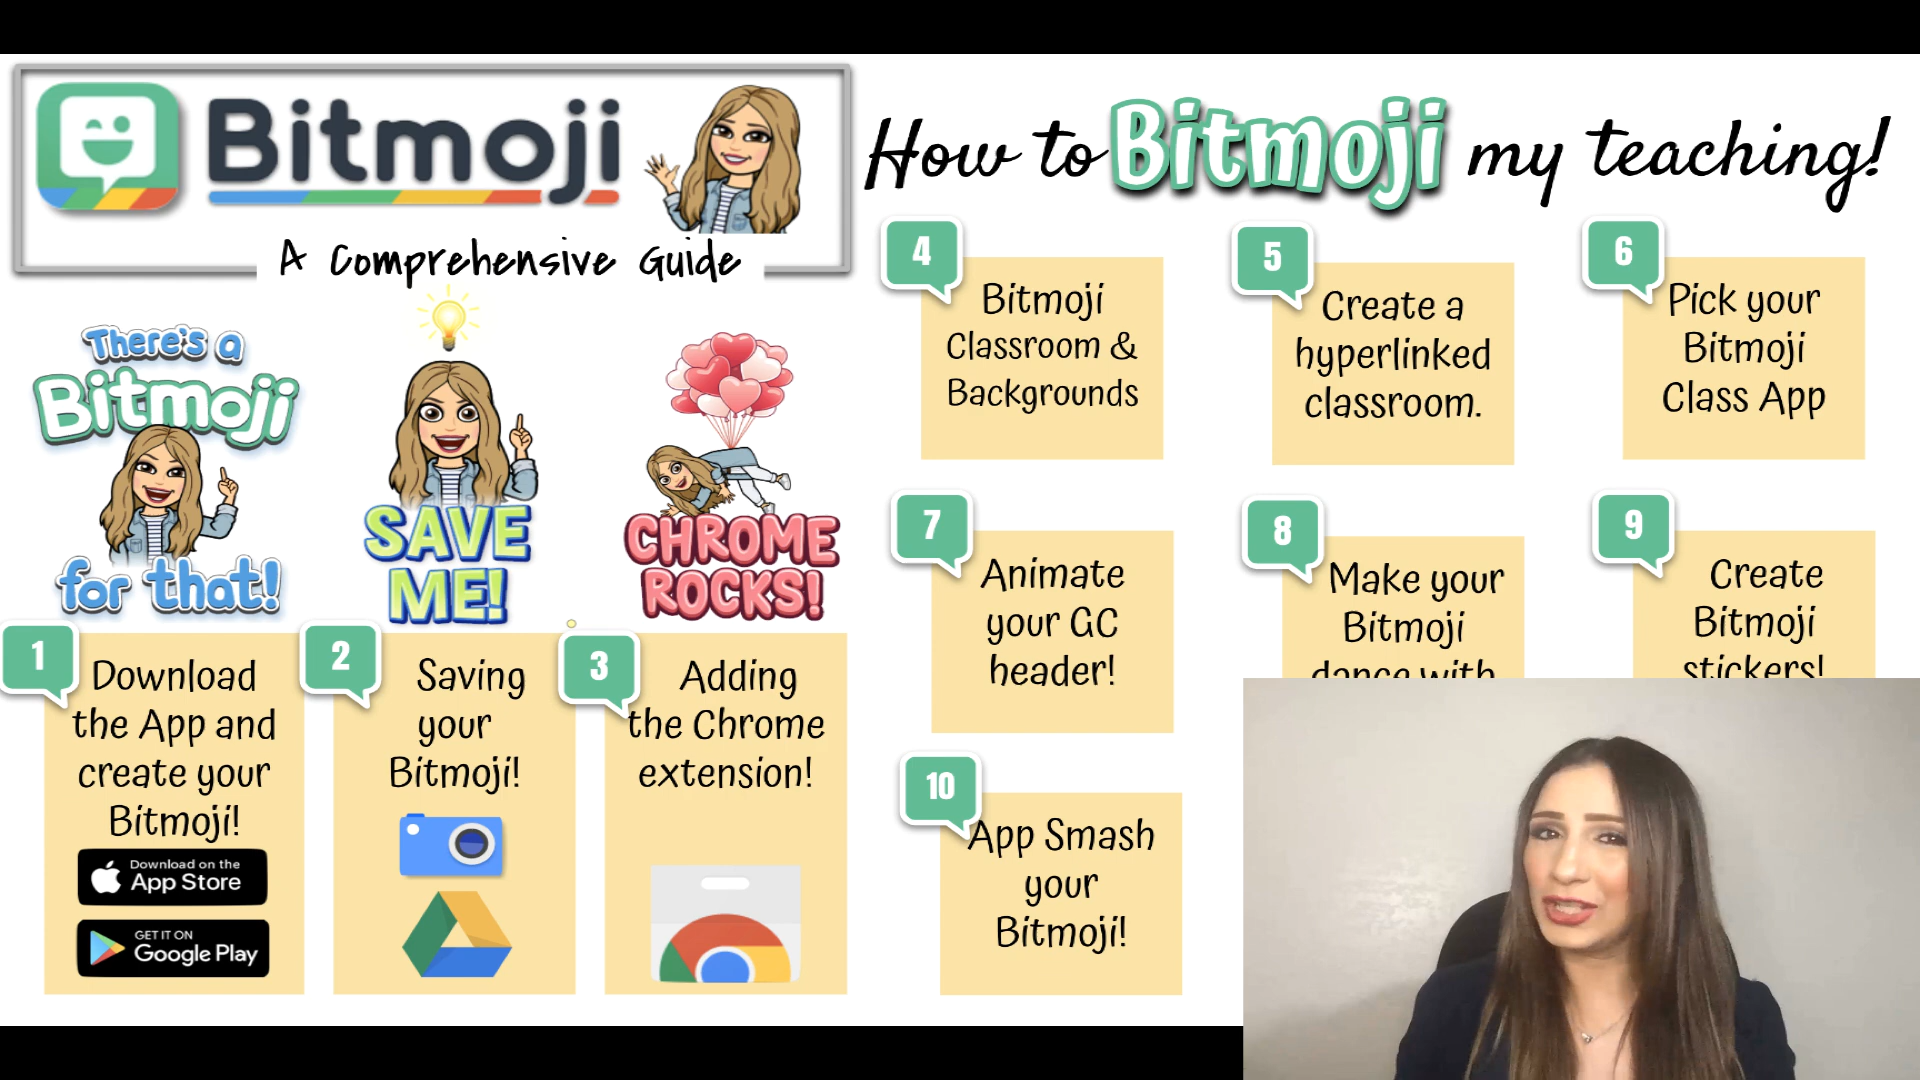 Bitmoji
A Comprehensive Guide
How to Bitmoji my teaching!
There's a
Bitmoji
for that!
SAVE
ME!
CHROME
ROCKS!
1
Download
the App and
create your
Bitmoji!
Download on the
App Store
GET IT ON
Google Play
2
Saving
your
Bitmoji!
3
Adding
the Chrome
extension!
4
Bitmoji
Classroom &
Backgrounds
5
Create a
hyperlinked
classroom.
6
Pick your
Bitmoji
Class App
7
Animate
your GC
header!
8
Make your
Bitmoji
dance with
9
Create
Bitmoji
stickers!
10
App Smash
your
Bitmoji!